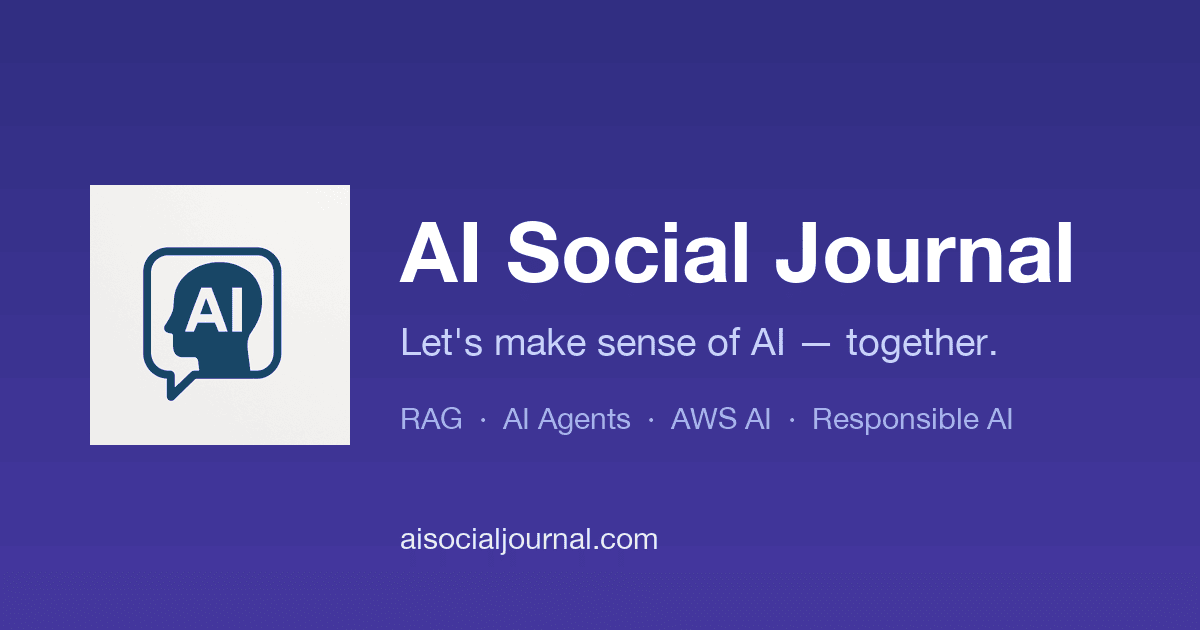 AI
AI Social Journal
Let's make sense of AI — together.
RAG · AI Agents · AWS AI · Responsible AI
aisocialjournal.com